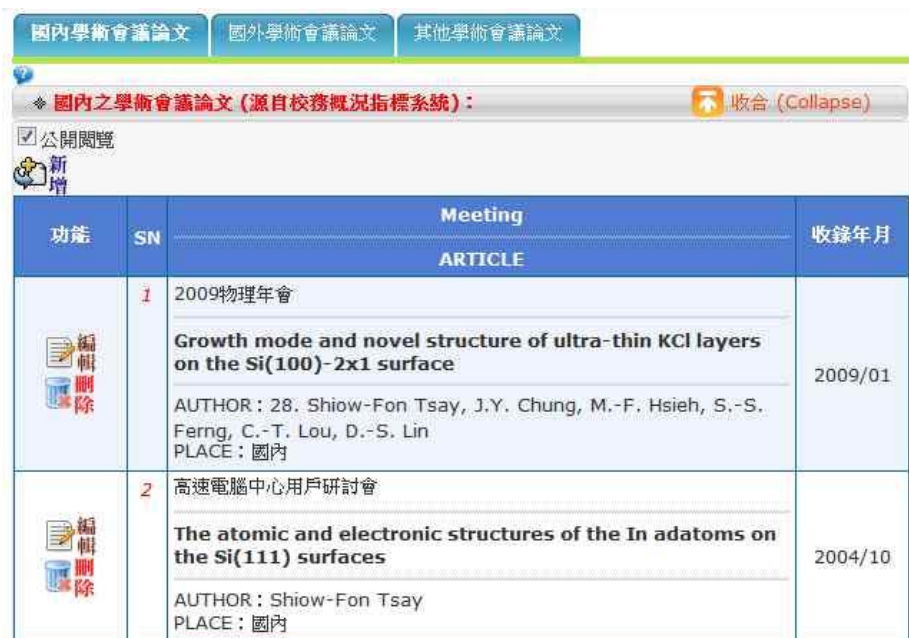 國內學術會議論文 國外學術會議論文 其他學術會議論文
國內之學術會議論文 (源自校務概況指標系統)： 收合 (Collapse)
公開閱覽
新
增
功能 SN Meeting 收錄年月
ARTICLE
1 2009物理年會
Growth mode and novel structure of ultra-thin KCl layers
on the Si(100)-2x1 surface
編輯
刪除
2009/01
AUTHOR：28. Shiow-Fon Tsay, J.Y. Chung, M.-F. Hsieh, S.-S.
Ferng, C.-T. Lou, D.-S. Lin
PLACE：國內
2 高速電腦中心用戶研討會
The atomic and electronic structures of the In adatoms on
the Si(111) surfaces
編輯
刪除
2004/10
AUTHOR：Shiow-Fon Tsay
PLACE：國內